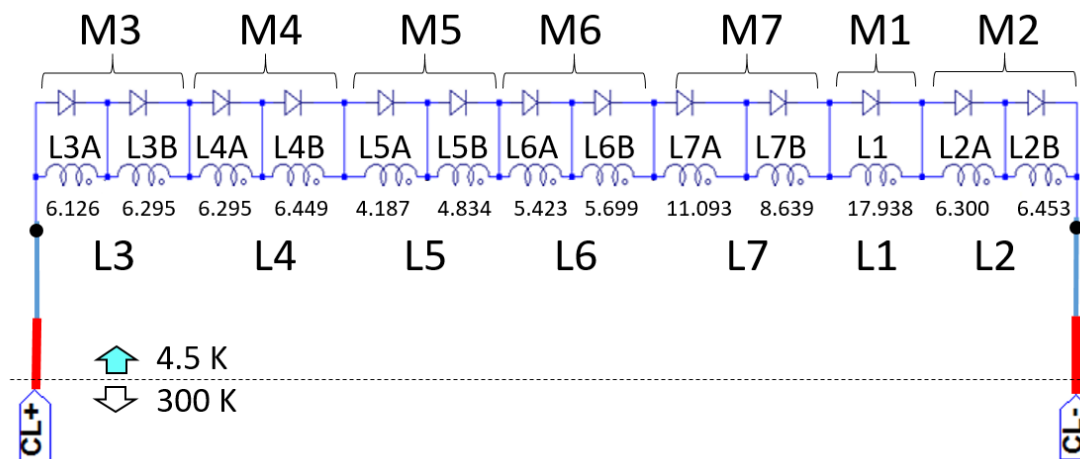 M3 M4 M5 M6 M7 M1 M2
L3A L3B L4A L4B L5A L5B L6A L6B L7A L7B L1 L2A L2B
6.126 6.295 6.295 6.449 4.187 4.834 5.423 5.699 11.093 8.639 17.938 6.300 6.453
L3 L4 L5 L6 L7 L1 L2
4.5 K
300 K
CL+ CL-